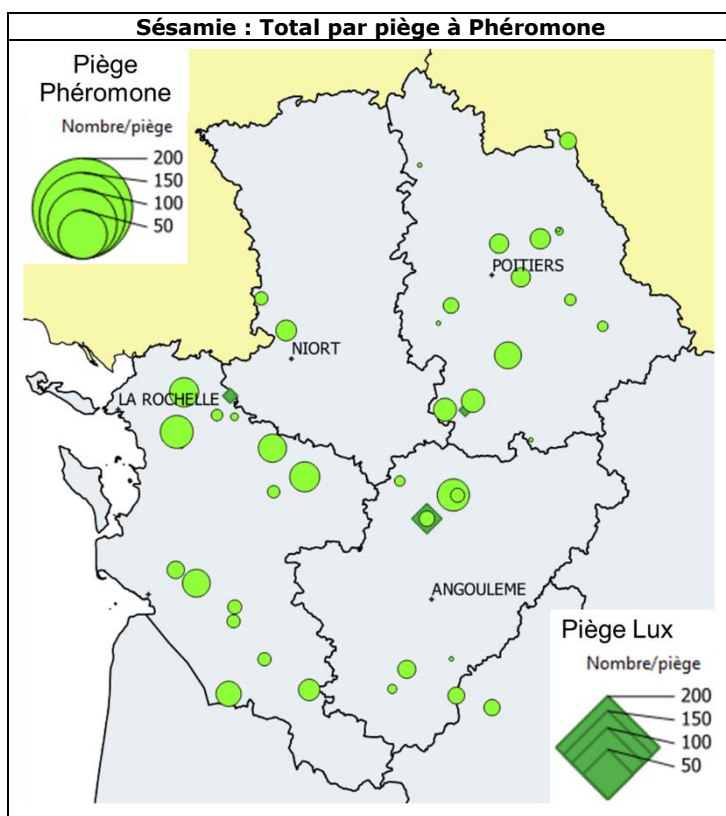 Sésamie : Total par piège à Phéromone
Piège
Phéromone
Nombre/piège
200
150
100
50
POITIERS
NIORT
LA ROCHELLE
ANGOULEME
Piège Lux
Nombre/piège
200
150
100
50